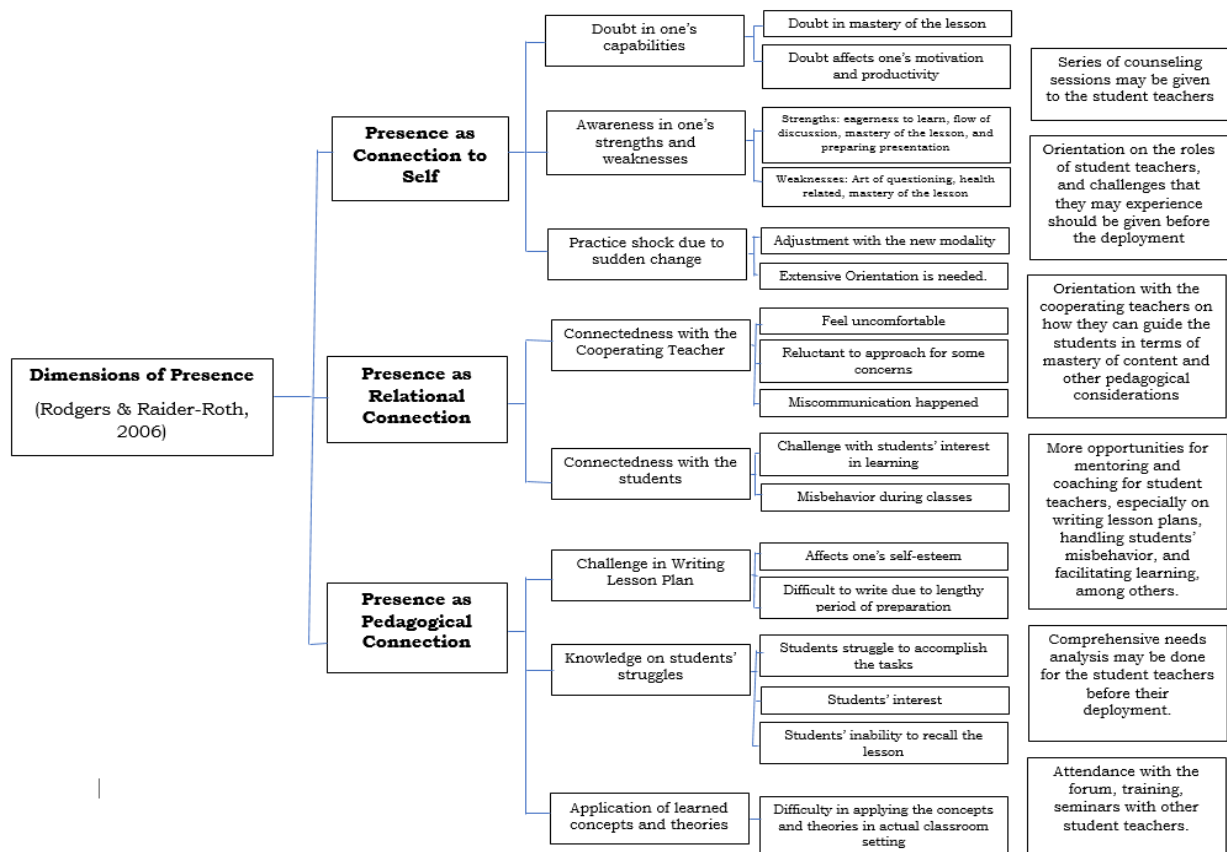 Dimensions of Presence
(Rodgers & Raider-Roth,
2006)
Presence as
Connection to
Self
Doubt in one's
capabilities
Doubt in mastery of the lesson
Doubt affects one's motivation
and productivity
Awareness in one's
strengths and
weaknesses
Strengths: eagerness to learn, flow of
discussion, mastery of the lesson, and
preparing presentation
Weaknesses: Art of questioning, health
related, mastery of the lesson
Practice shock due to
sudden change
Adjustment with the new modality
Extensive Orientation is needed.
Presence as
Relational
Connection
Connectedness with the
Cooperating Teacher
Feel uncomfortable
Reluctant to approach for some
concerns
Miscommunication happened
Connectedness with the
students
Challenge with students' interest
in learning
Misbehavior during classes
Presence as
Pedagogical
Connection
Challenge in Writing
Lesson Plan
Affects one's self-esteem
Difficult to write due to lengthy
period of preparation
Knowledge on students'
struggles
Students struggle to accomplish
the tasks
Students' interest
Students' inability to recall the
lesson
Application of learned
concepts and theories
Difficulty in applying the concepts
and theories in actual classroom
setting
Series of counseling
sessions may be given
to the student teachers
Orientation on the roles
of student teachers,
and challenges that
they may experience
should be given before
the deployment
Orientation with the
cooperating teachers on
how they can guide the
students in terms of
mastery of content and
other pedagogical
considerations
More opportunities for
mentoring and
coaching for student
teachers, especially on
writing lesson plans,
handling students'
misbehavior, and
facilitating learning,
among others.
Comprehensive needs
analysis may be done
for the student teachers
before their
deployment.
Attendance with the
forum, training,
seminars with other
student teachers.